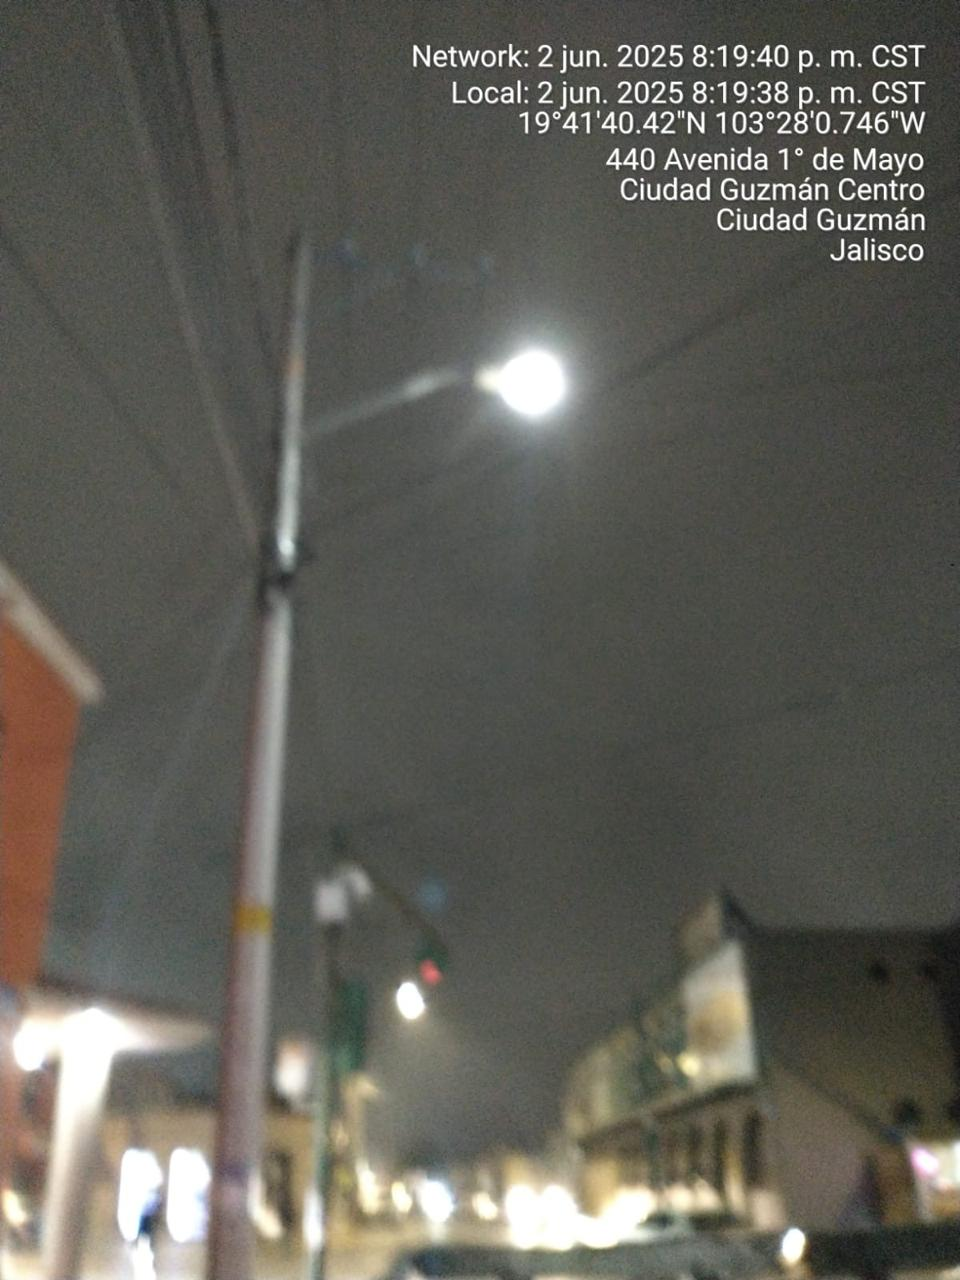 Network: 2 jun. 2025 8:19:40 p. m. CST
Local: 2 jun. 2025 8:19:38 p. m. CST
19°41'40.42"N 103°28'0.746"W
440 Avenida 1° de Mayo
Ciudad Guzmán Centro
Ciudad Guzmán
Jalisco